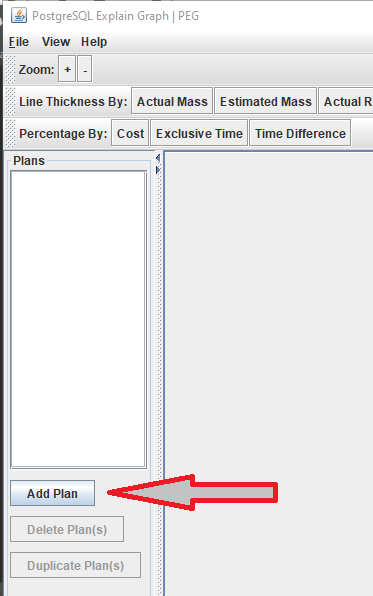 PostgreSQL Explain Graph | PEG
File View Help
Zoom: + -
Line Thickness By: Actual Mass Estimated Mass Actual R
Percentage By: Cost Exclusive Time Time Difference
Plans
Add Plan
Delete Plan(s)
Duplicate Plan(s)